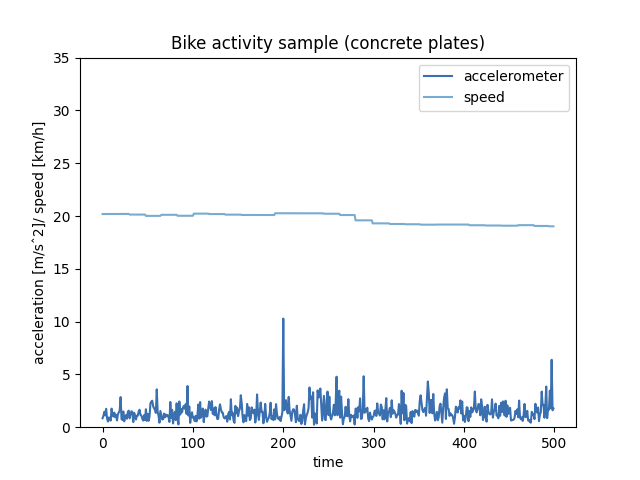 Bike activity sample (concrete plates)
accelerometer
speed
acceleration [m/s^2]/ speed [km/h]
35
30
25
20
15
10
5
0
0 100 200 300 400 500
time